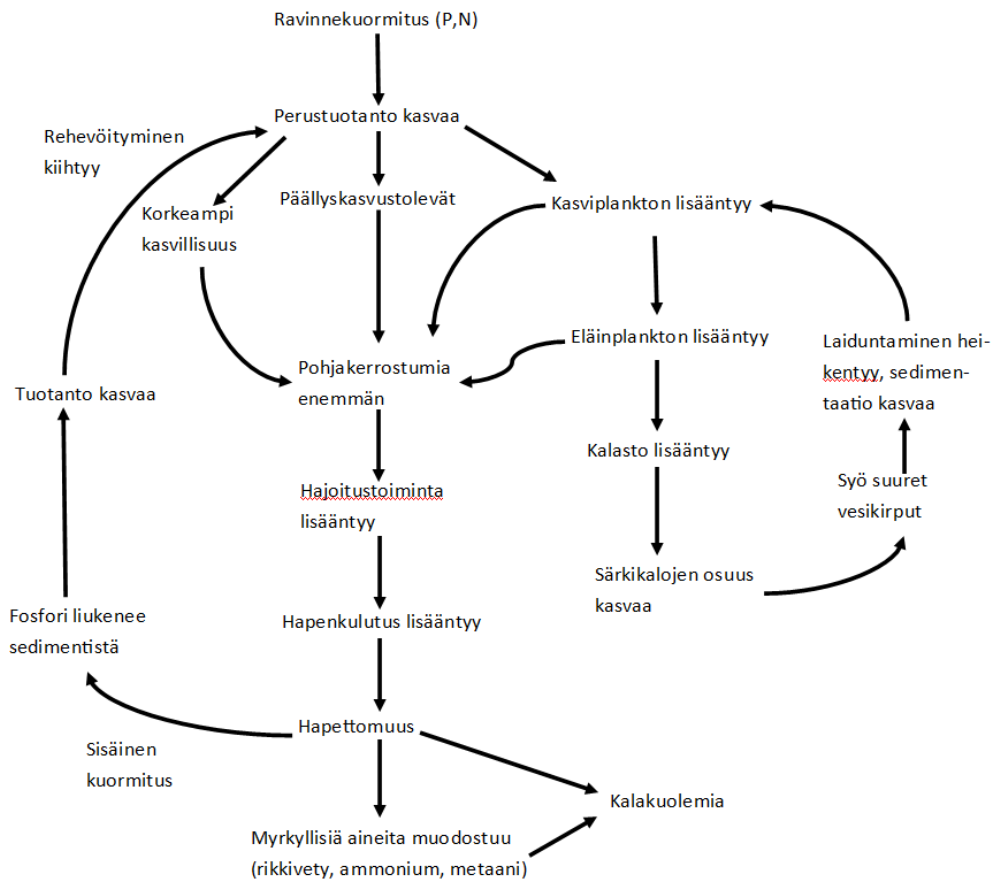 Ravinnekuormitus (P,N)
Perustuotanto kasvaa
Rehevöityminen
kiihtyy
Korkeampi
kasvillisuus
Päällyskasvustolevät
Kasviplankton lisääntyy
Eläinplankton lisääntyy
Laiduntaminen hei-
kentyy, sedimen-
taatio kasvaa
Pohjakerrostumia
enemmän
Tuotanto kasvaa
Kalasto lisääntyy
Syö suuret
vesikirput
Hajoitustoiminta
lisääntyy
Särkikalojen osuus
kasvaa
Fosfori liukenee
sedimentistä
Hapenkulutus lisääntyy
Hapettomuus
Sisäinen
kuormitus
Kalakuolemia
Myrkyllisiä aineita muodostuu
(rikkivety, ammonium, metaani)